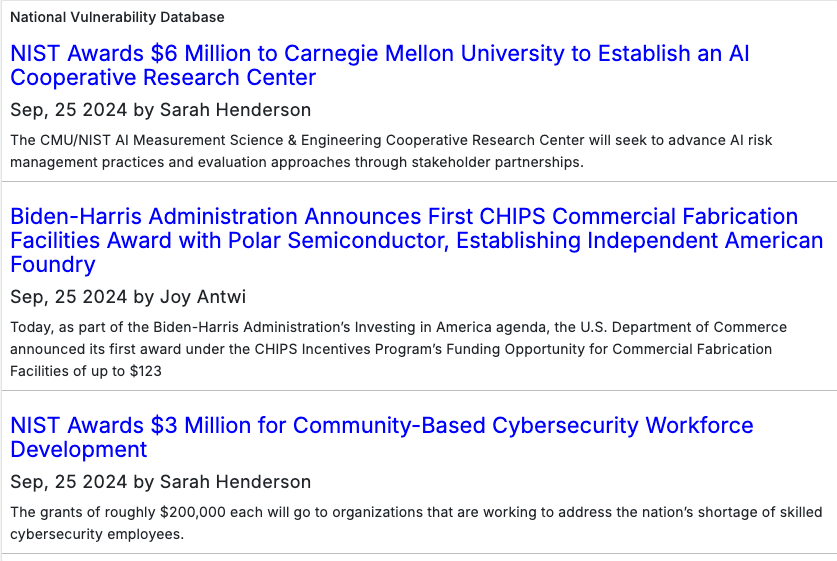 National Vulnerability Database
NIST Awards $6 Million to Carnegie Mellon University to Establish an AI
Cooperative Research Center
Sep, 25 2024 by Sarah Henderson
The CMU/NIST AI Measurement Science & Engineering Cooperative Research Center will seek to advance AI risk
management practices and evaluation approaches through stakeholder partnerships.
Biden-Harris Administration Announces First CHIPS Commercial Fabrication
Facilities Award with Polar Semiconductor, Establishing Independent American
Foundry
Sep, 25 2024 by Joy Antwi
Today, as part of the Biden-Harris Administration’s Investing in America agenda, the U.S. Department of Commerce
announced its first award under the CHIPS Incentives Program’s Funding Opportunity for Commercial Fabrication
Facilities of up to $123
NIST Awards $3 Million for Community-Based Cybersecurity Workforce
Development
Sep, 25 2024 by Sarah Henderson
The grants of roughly $200,000 each will go to organizations that are working to address the nation’s shortage of skilled
cybersecurity employees.